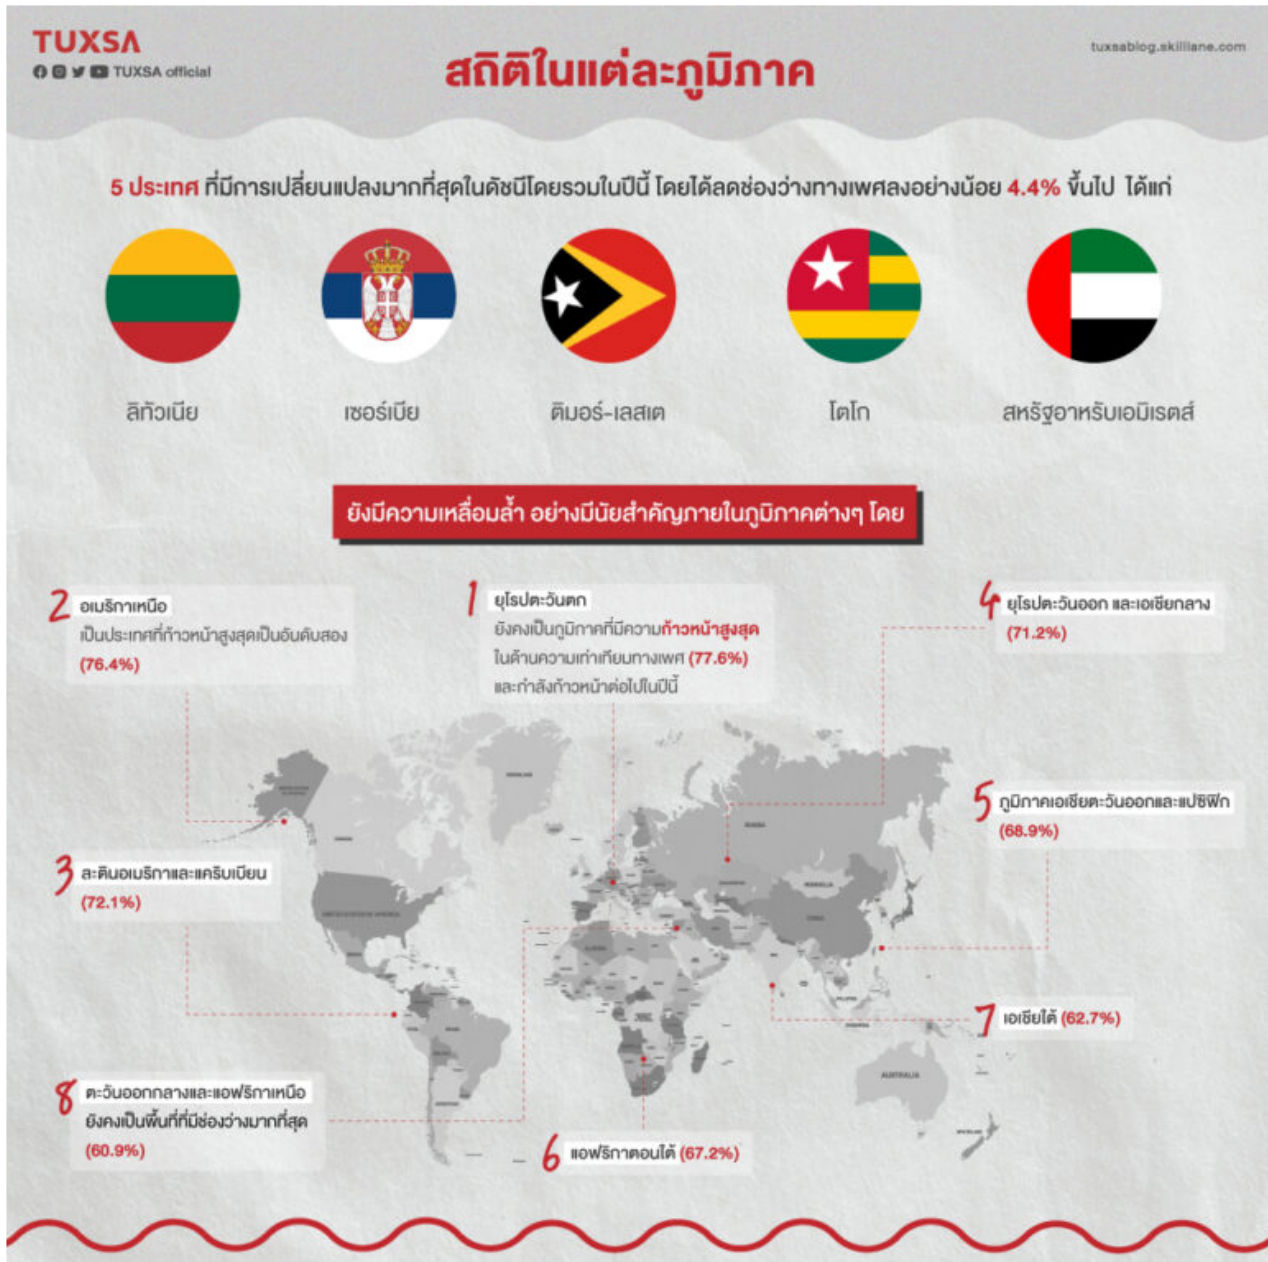 TUXSA
TUXSA official
tuxsablog.skilllane.com
สถิติในแต่ละภูมิภาค
5 ประเทศ ที่มีการเปลี่ยนแปลงมากที่สุดในดัชนีโดยรวมในปีนี้ โดยได้ลดช่องว่างทางเพศลงอย่างน้อย 4.4% ขึ้นไป ได้แก่
ลิทัวเนีย
เซอร์เบีย
ติมอร์-เลสเต
โตโก
สหรัฐอาหรับเอมิเรตส์
ยังมีความเหลื่อมล้ำ อย่างมีนัยสำคัญภายในภูมิภาคต่างๆ โดย
1 ยุโรปตะวันตก
ยังคงเป็นภูมิภาคที่มีความก้าวหน้าสูงสุด
ในด้านความเท่าเทียมทางเพศ (77.6%)
และกำลังก้าวหน้าต่อไปในปีนี้
2 อเมริกาเหนือ
เป็นประเทศที่ก้าวหน้าสูงสุดเป็นอันดับสอง
(76.4%)
3 ละตินอเมริกาและแคริบเบียน
(72.1%)
4 ยุโรปตะวันออก และเอเชียกลาง
(71.2%)
5 ภูมิภาคเอเชียตะวันออกและแปซิฟิก
(68.9%)
6 แอฟริกาตอนใต้ (67.2%)
7 เอเชียใต้ (62.7%)
8 ตะวันออกกลางและแอฟริกาเหนือ
ยังคงเป็นพื้นที่ที่มีช่องว่างมากที่สุด
(60.9%)
UNITED STATES OF AMERICA
RUSSIA
MONGOLIA
AUSTRALIA